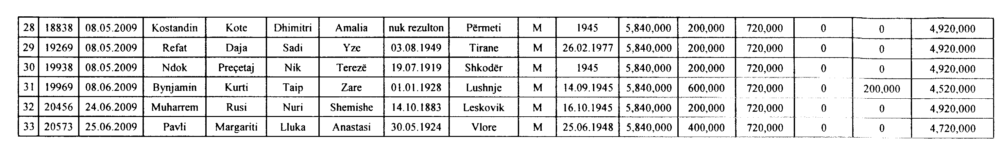 28 18838 08.05.2009 Kostandin Kote Dhimitri Amalia nuk rezulton Përmeti M 1945 5,840,000 200,000 720,000 0 0 4,920,000
29 19269 08.05.2009 Refat Daja Sadi Yze 03.08.1949 Tirane M 26.02.1977 5,840,000 200,000 720,000 0 0 4,920,000
30 19938 08.05.2009 Ndok Preçetaj Nik Terezë 19.07.1919 Shkodër M 1945 5,840,000 200,000 720,000 0 0 4,920,000
31 19969 08.06.2009 Bynjamin Kurti Taip Zare 01.01.1928 Lushnje M 14.09.1945 5,840,000 600,000 720,000 0 200,000 4,520,000
32 20456 24.06.2009 Muharrem Rusi Nuri Shemishe 14.10.1883 Leskovik M 16.10.1945 5,840,000 200,000 720,000 0 0 4,920,000
33 20573 25.06.2009 Pavli Margariti Lluka Anastasi 30.05.1924 Vlore M 25.06.1948 5,840,000 400,000 720,000 0 0 4,720,000